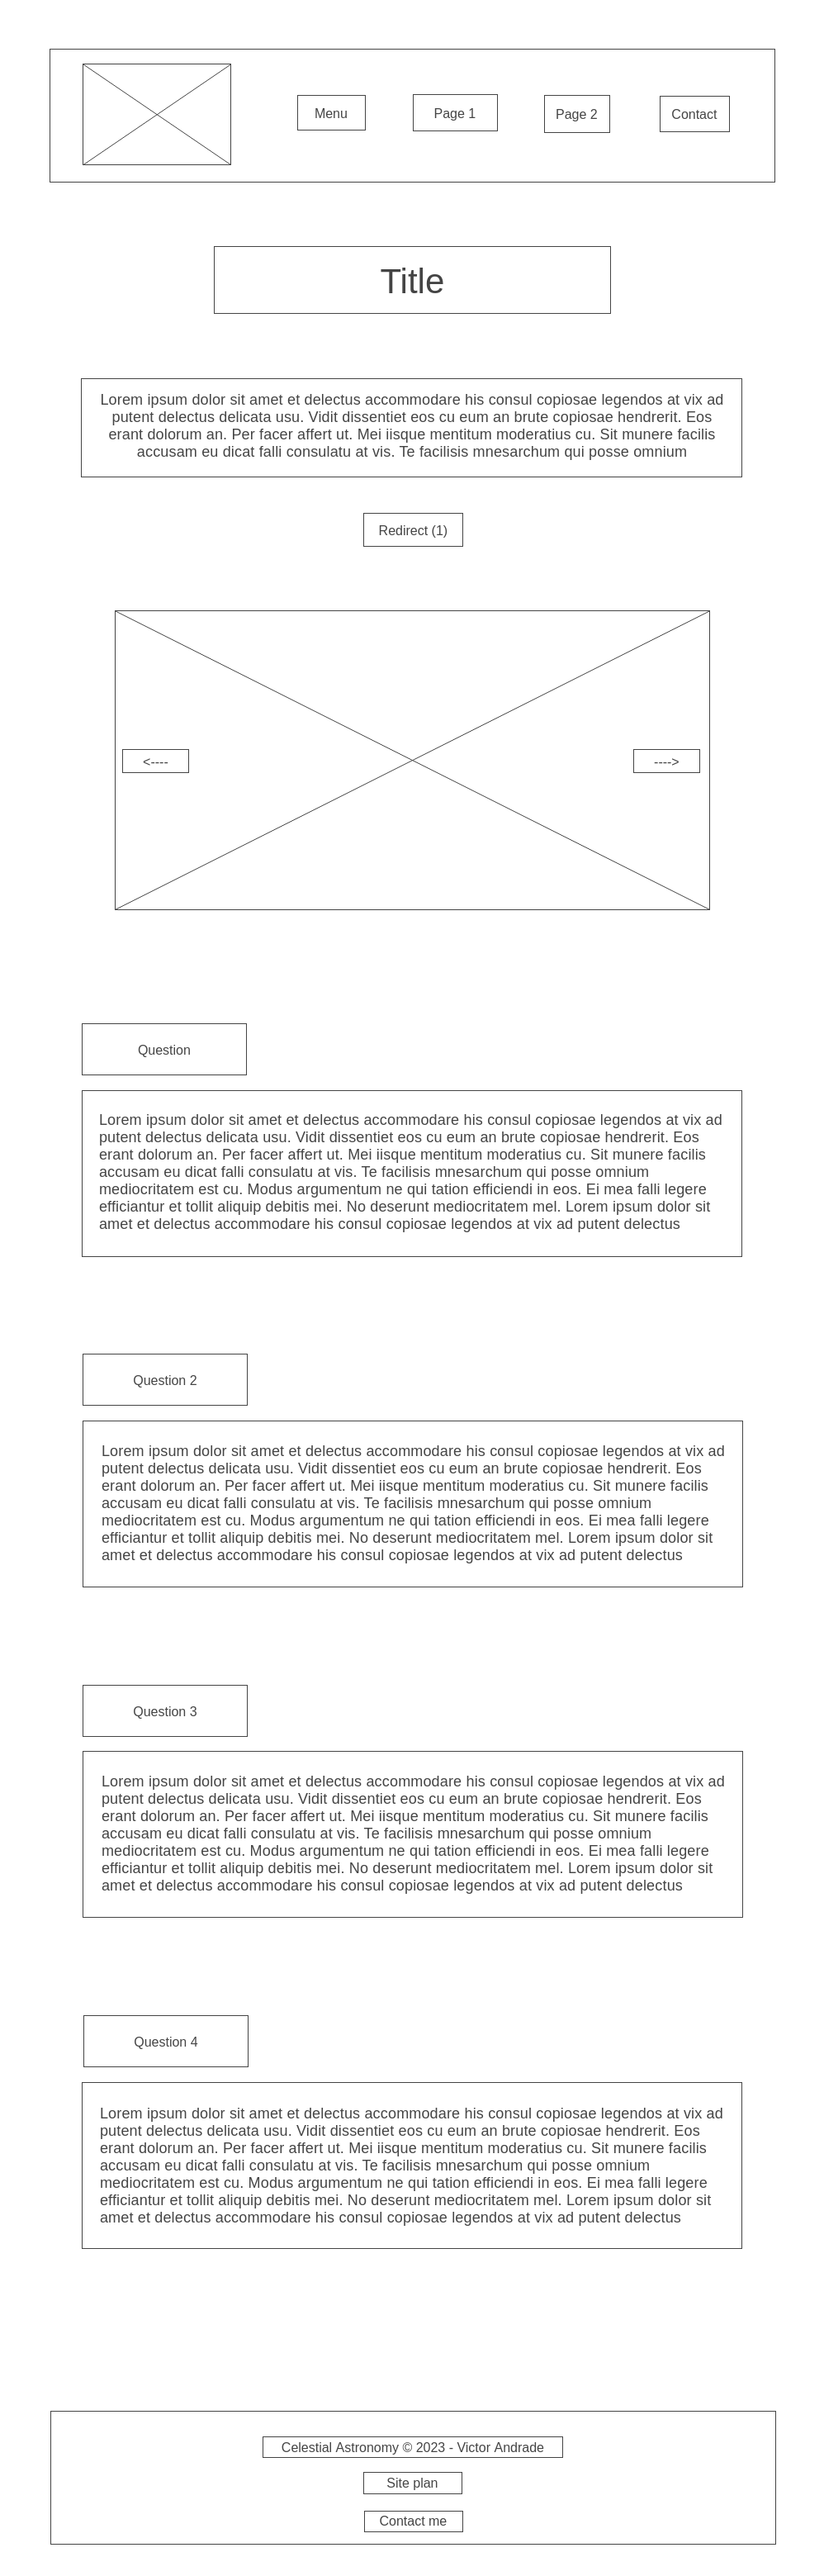 Menu
Page 1
Page 2
Contact
Title
Lorem ipsum dolor sit amet et delectus accommodare his consul copiosae legendos at vix ad
putent delectus delicata usu. Vidit dissentiet eos cu eum an brute copiosae hendrerit. Eos
erant dolorum an. Per facer affert ut. Mei iisque mentitum moderatius cu. Sit munere facilis
accusam eu dicat falli consulatu at vis. Te facilisis mnesarchum qui posse omnium
Redirect (1)
<----
---->
Question
Lorem ipsum dolor sit amet et delectus accommodare his consul copiosae legendos at vix ad
putent delectus delicata usu. Vidit dissentiet eos cu eum an brute copiosae hendrerit. Eos
erant dolorum an. Per facer affert ut. Mei iisque mentitum moderatius cu. Sit munere facilis
accusam eu dicat falli consulatu at vis. Te facilisis mnesarchum qui posse omnium
mediocritatem est cu. Modus argumentum ne qui tation efficiendi in eos. Ei mea falli legere
efficiantur et tollit aliquip debitis mei. No deserunt mediocritatem mel. Lorem ipsum dolor sit
amet et delectus accommodare his consul copiosae legendos at vix ad putent delectus
Question 2
Lorem ipsum dolor sit amet et delectus accommodare his consul copiosae legendos at vix ad
putent delectus delicata usu. Vidit dissentiet eos cu eum an brute copiosae hendrerit. Eos
erant dolorum an. Per facer affert ut. Mei iisque mentitum moderatius cu. Sit munere facilis
accusam eu dicat falli consulatu at vis. Te facilisis mnesarchum qui posse omnium
mediocritatem est cu. Modus argumentum ne qui tation efficiendi in eos. Ei mea falli legere
efficiantur et tollit aliquip debitis mei. No deserunt mediocritatem mel. Lorem ipsum dolor sit
amet et delectus accommodare his consul copiosae legendos at vix ad putent delectus
Question 3
Lorem ipsum dolor sit amet et delectus accommodare his consul copiosae legendos at vix ad
putent delectus delicata usu. Vidit dissentiet eos cu eum an brute copiosae hendrerit. Eos
erant dolorum an. Per facer affert ut. Mei iisque mentitum moderatius cu. Sit munere facilis
accusam eu dicat falli consulatu at vis. Te facilisis mnesarchum qui posse omnium
mediocritatem est cu. Modus argumentum ne qui tation efficiendi in eos. Ei mea falli legere
efficiantur et tollit aliquip debitis mei. No deserunt mediocritatem mel. Lorem ipsum dolor sit
amet et delectus accommodare his consul copiosae legendos at vix ad putent delectus
Question 4
Lorem ipsum dolor sit amet et delectus accommodare his consul copiosae legendos at vix ad
putent delectus delicata usu. Vidit dissentiet eos cu eum an brute copiosae hendrerit. Eos
erant dolorum an. Per facer affert ut. Mei iisque mentitum moderatius cu. Sit munere facilis
accusam eu dicat falli consulatu at vis. Te facilisis mnesarchum qui posse omnium
mediocritatem est cu. Modus argumentum ne qui tation efficiendi in eos. Ei mea falli legere
efficiantur et tollit aliquip debitis mei. No deserunt mediocritatem mel. Lorem ipsum dolor sit
amet et delectus accommodare his consul copiosae legendos at vix ad putent delectus
Celestial Astronomy © 2023 - Victor Andrade
Site plan
Contact me